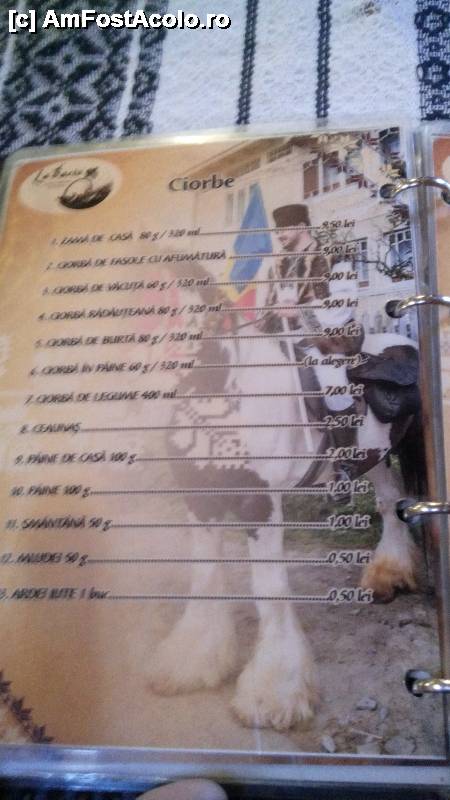 [c] AmFostAcolo.ro
Ciorbe
1. ZAMĂ DE CASĂ 80 g / 320 ml 9,50 lei
2. CIORBĂ DE FASOLE CU AFUMĂTURĂ 9,00 lei
3. CIORBĂ DE VĂCUȚĂ 60 g / 320 ml 9,00 lei
4. CIORBĂ RĂDĂUȚEANĂ 80 g / 320 ml 9,00 lei
5. CIORBĂ DE BURTĂ 80 g / 320 ml 9,00 lei
6. CIORBĂ ÎN PÂINE 60 g / 320 ml (la alegere)
7. CIORBĂ DE LEGUME 400 ml 7,00 lei
8. CEAUNAȘ 2,50 lei
9. PÂINE DE CASĂ 100 g 2,00 lei
10. PÂINE 100 g 1,00 lei
11. SMÂNTÂNĂ 50 g 1,00 lei
12. MUJDEI 50 g 0,50 lei
3. ARDEI IUTE 1 buc 0,50 lei